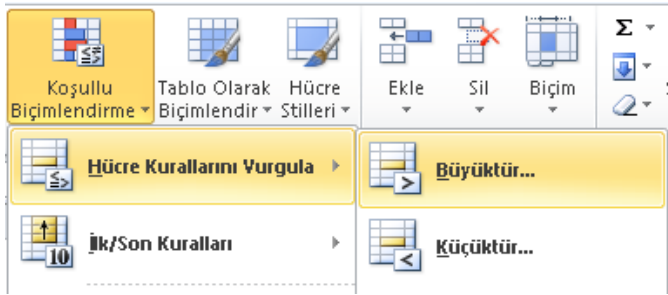 Koşullu
Biçimlendirme
Tablo Olarak
Biçimlendir
Hücre
Stilleri
Ekle
Sil
Biçim
Σ
Hücre Kurallarını Vurgula
Büyüktür...
10
İlk/Son Kuralları
Küçüktür...